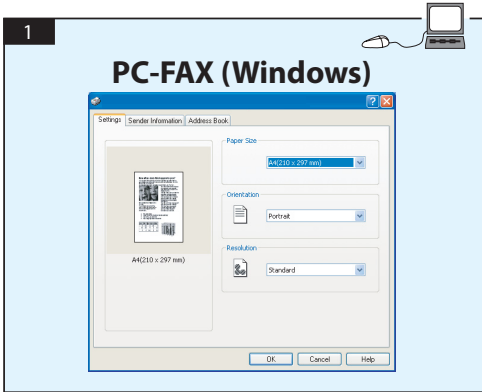 1
PC-FAX (Windows)
Settings Sender Information Address Book
Paper Size
A4(210 x 297 mm)
Orientation
Portrait
A4(210 x 297 mm)
Resolution
Standard
OK Cancel Help